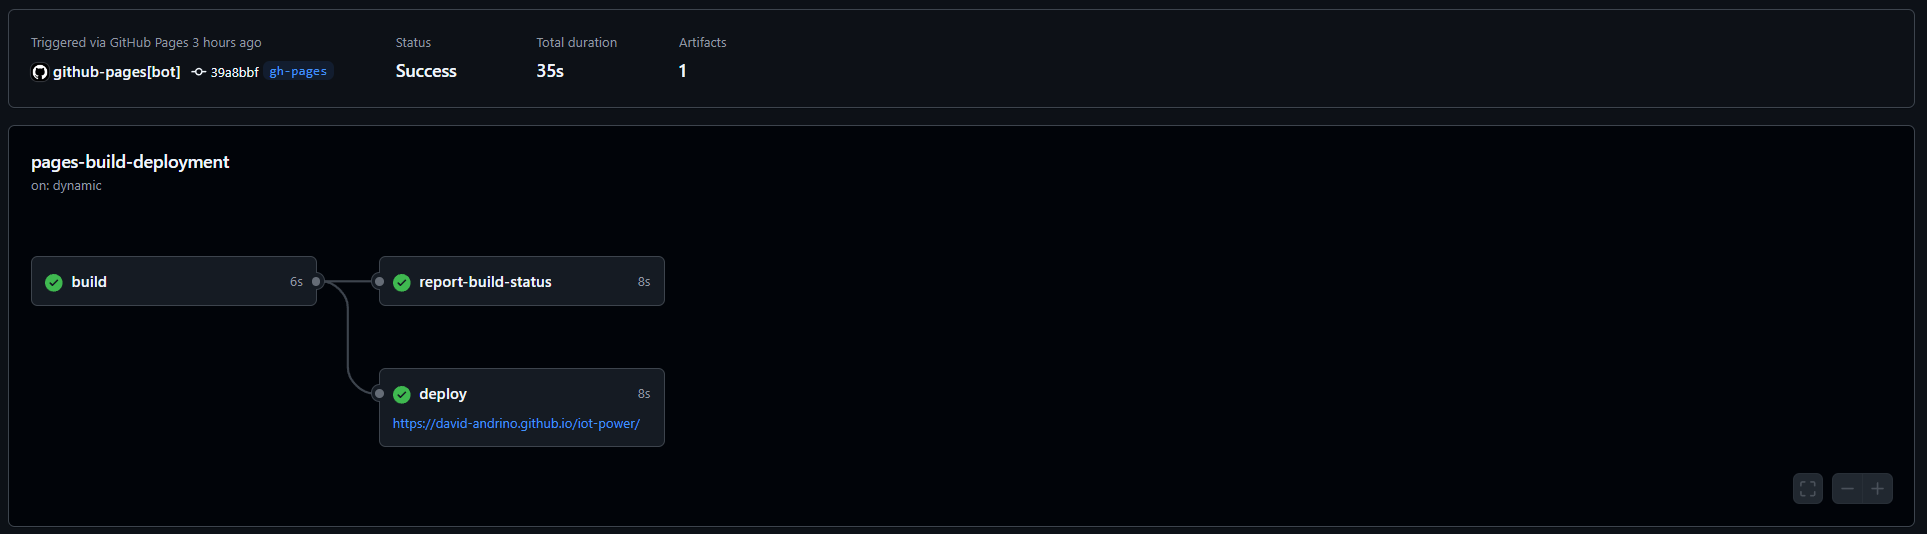 Triggered via GitHub Pages 3 hours ago
github-pages[bot] 39a8bbf gh-pages
Status
Success
Total duration
35s
Artifacts
1
pages-build-deployment
on: dynamic
build 6s
report-build-status 8s
deploy 8s
https://david-andrino.github.io/iot-power/